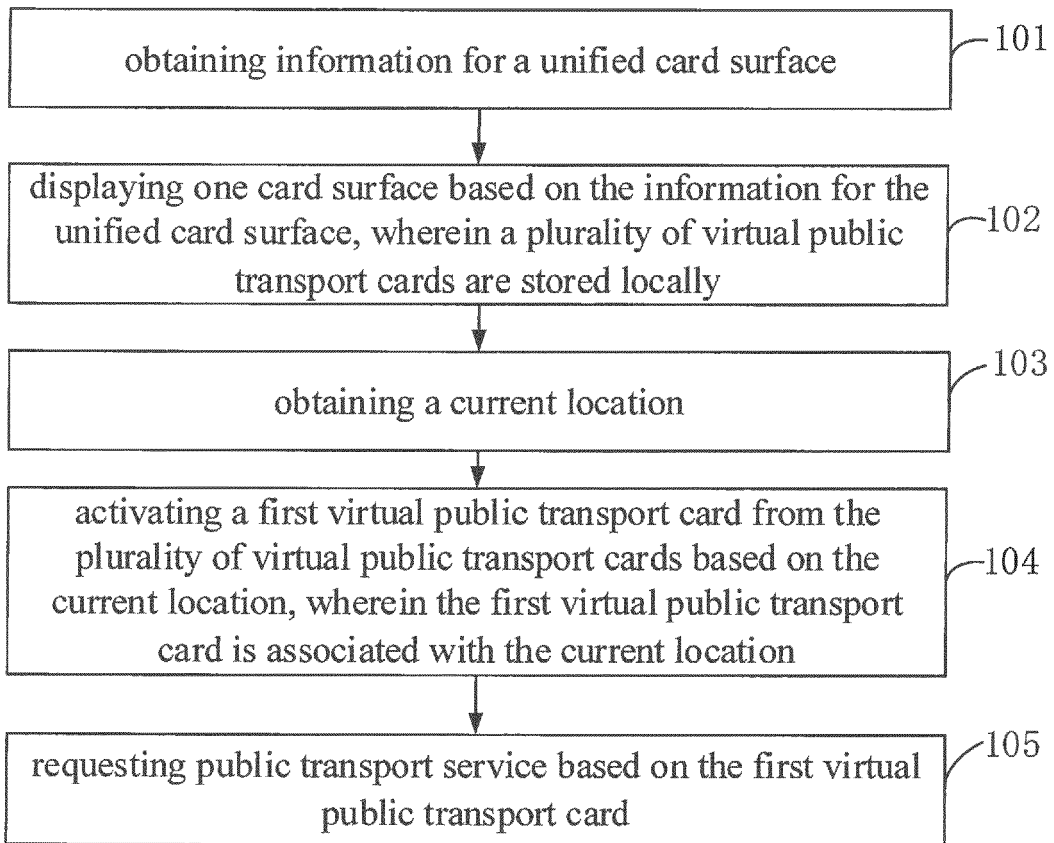 obtaining information for a unified card surface
101
displaying one card surface based on the information for the
unified card surface, wherein a plurality of virtual public
transport cards are stored locally
102
obtaining a current location
103
activating a first virtual public transport card from the
plurality of virtual public transport cards based on the
current location, wherein the first virtual public transport
card is associated with the current location
104
requesting public transport service based on the first virtual
public transport card
105